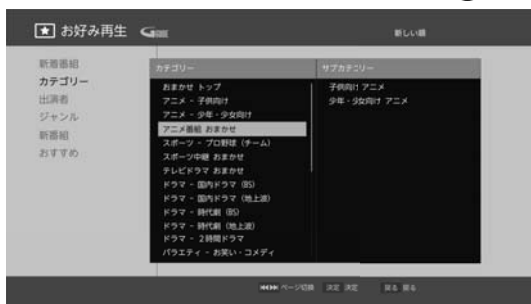 ★ お好み再生
新しい順
新着番組
カテゴリー
出演者
ジャンル
新番組
おすすめ
カテゴリー
おまかせ トップ
アニメ - 子供向け
アニメ - 少年・少女向け
アニメ番組 おまかせ
スポーツ - プロ野球（チーム）
スポーツ中継 おまかせ
テレビドラマ おまかせ
ドラマ - 国内ドラマ（BS）
ドラマ - 国内ドラマ（地上波）
ドラマ - 時代劇（BS）
ドラマ - 時代劇（地上波）
ドラマ - 2時間ドラマ
バラエティ - お笑い・コメディ
サブカテゴリー
子供向け アニメ
少年・少女向け アニメ
ページ切換 決定 決定 戻る 戻る